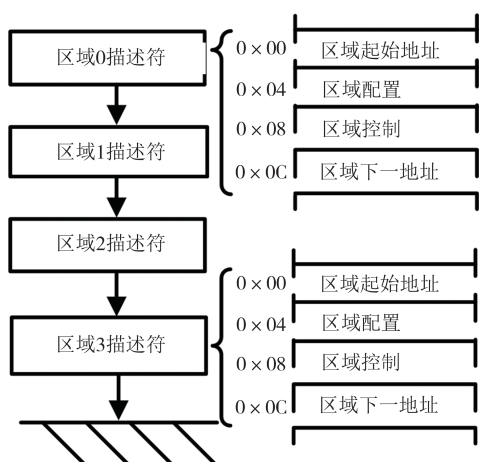 区域0描述符
0×00 区域起始地址
0×04 区域配置
区域1描述符
0×08 区域控制
0×0C 区域下一地址
区域2描述符
区域3描述符
0×00 区域起始地址
0×04 区域配置
0×08 区域控制
0×0C 区域下一地址